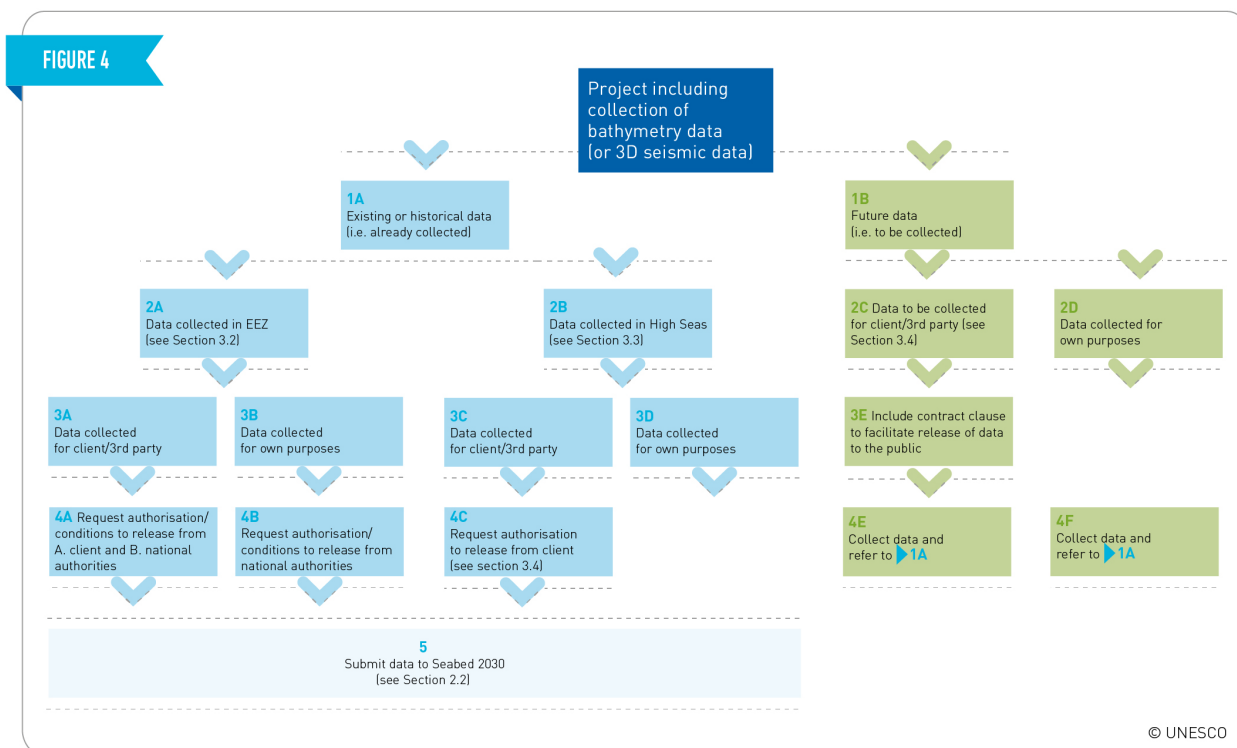 FIGURE 4
Project including
collection of
bathymetry data
(or 3D seismic data)
1A
Existing or historical data
(i.e. already collected)
1B
Future data
(i.e. to be collected)
2A
Data collected in EEZ
(see Section 3.2)
2B
Data collected in High Seas
(see Section 3.3)
2C Data to be collected
for client/3rd party (see
Section 3.4)
2D
Data collected for
own purposes
3A
Data collected
for client/3rd party
3B
Data collected
for own purposes
3C
Data collected
for client/3rd party
3D
Data collected
for own purposes
3E Include contract clause
to facilitate release of data
to the public
4A Request authorisation/
conditions to release from
A. client and B. national
authorities
4B
Request authorisation/
conditions to release from
national authorities
4C
Request authorisation
to release from client
(see section 3.4)
4E
Collect data and
refer to 1A
4F
Collect data and
refer to 1A
5
Submit data to Seabed 2030
(see Section 2.2)
© UNESCO